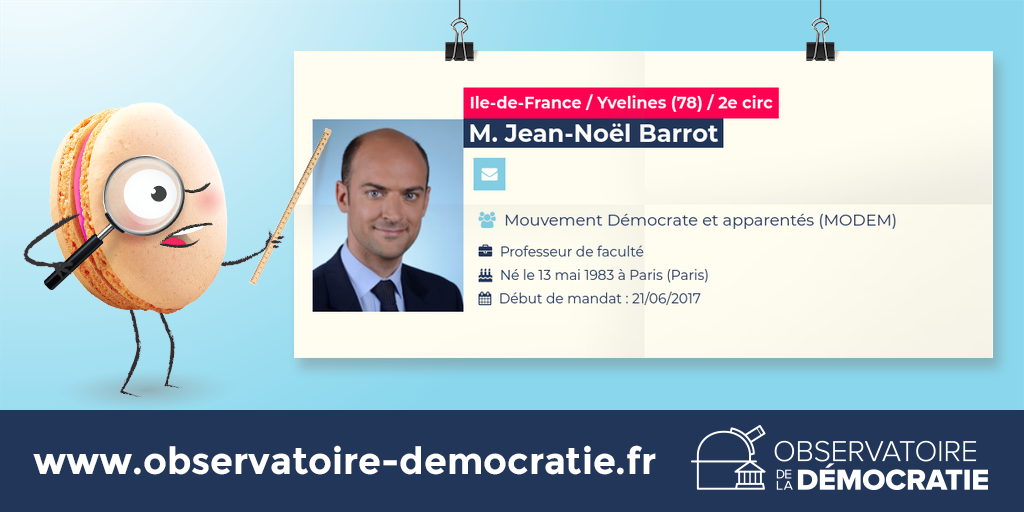 Ile-de-France / Yvelines (78) / 2e circ
M. Jean-Noël Barrot
Mouvement Démocrate et apparentés (MODEM)
Professeur de faculté
Né le 13 mai 1983 à Paris (Paris)
Début de mandat : 21/06/2017
www.observatoire-democratie.fr
OBSERVATOIRE
DE LA DÉMOCRATIE